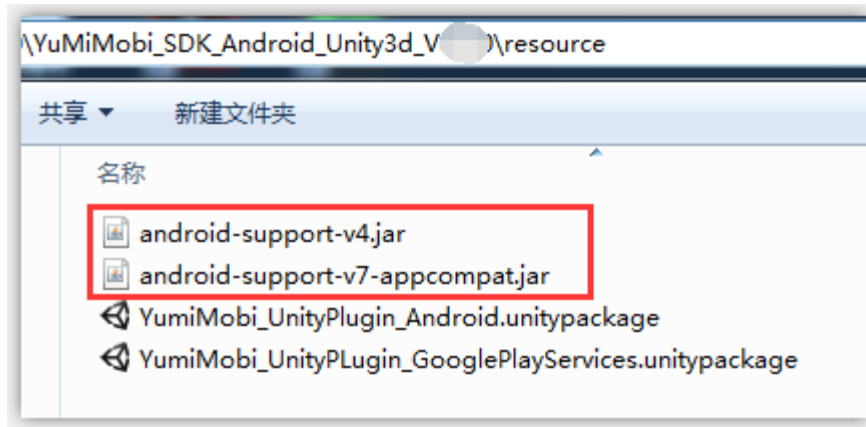 \YuMiMobi_SDK_Android_Unity3d_V 0\resource
共享 新建文件夹
名称
android-support-v4.jar
android-support-v7-appcompat.jar
YumiMobi_UnityPlugin_Android.unitypackage
YumiMobi_UnityPLugin_GooglePlayServices.unitypackage